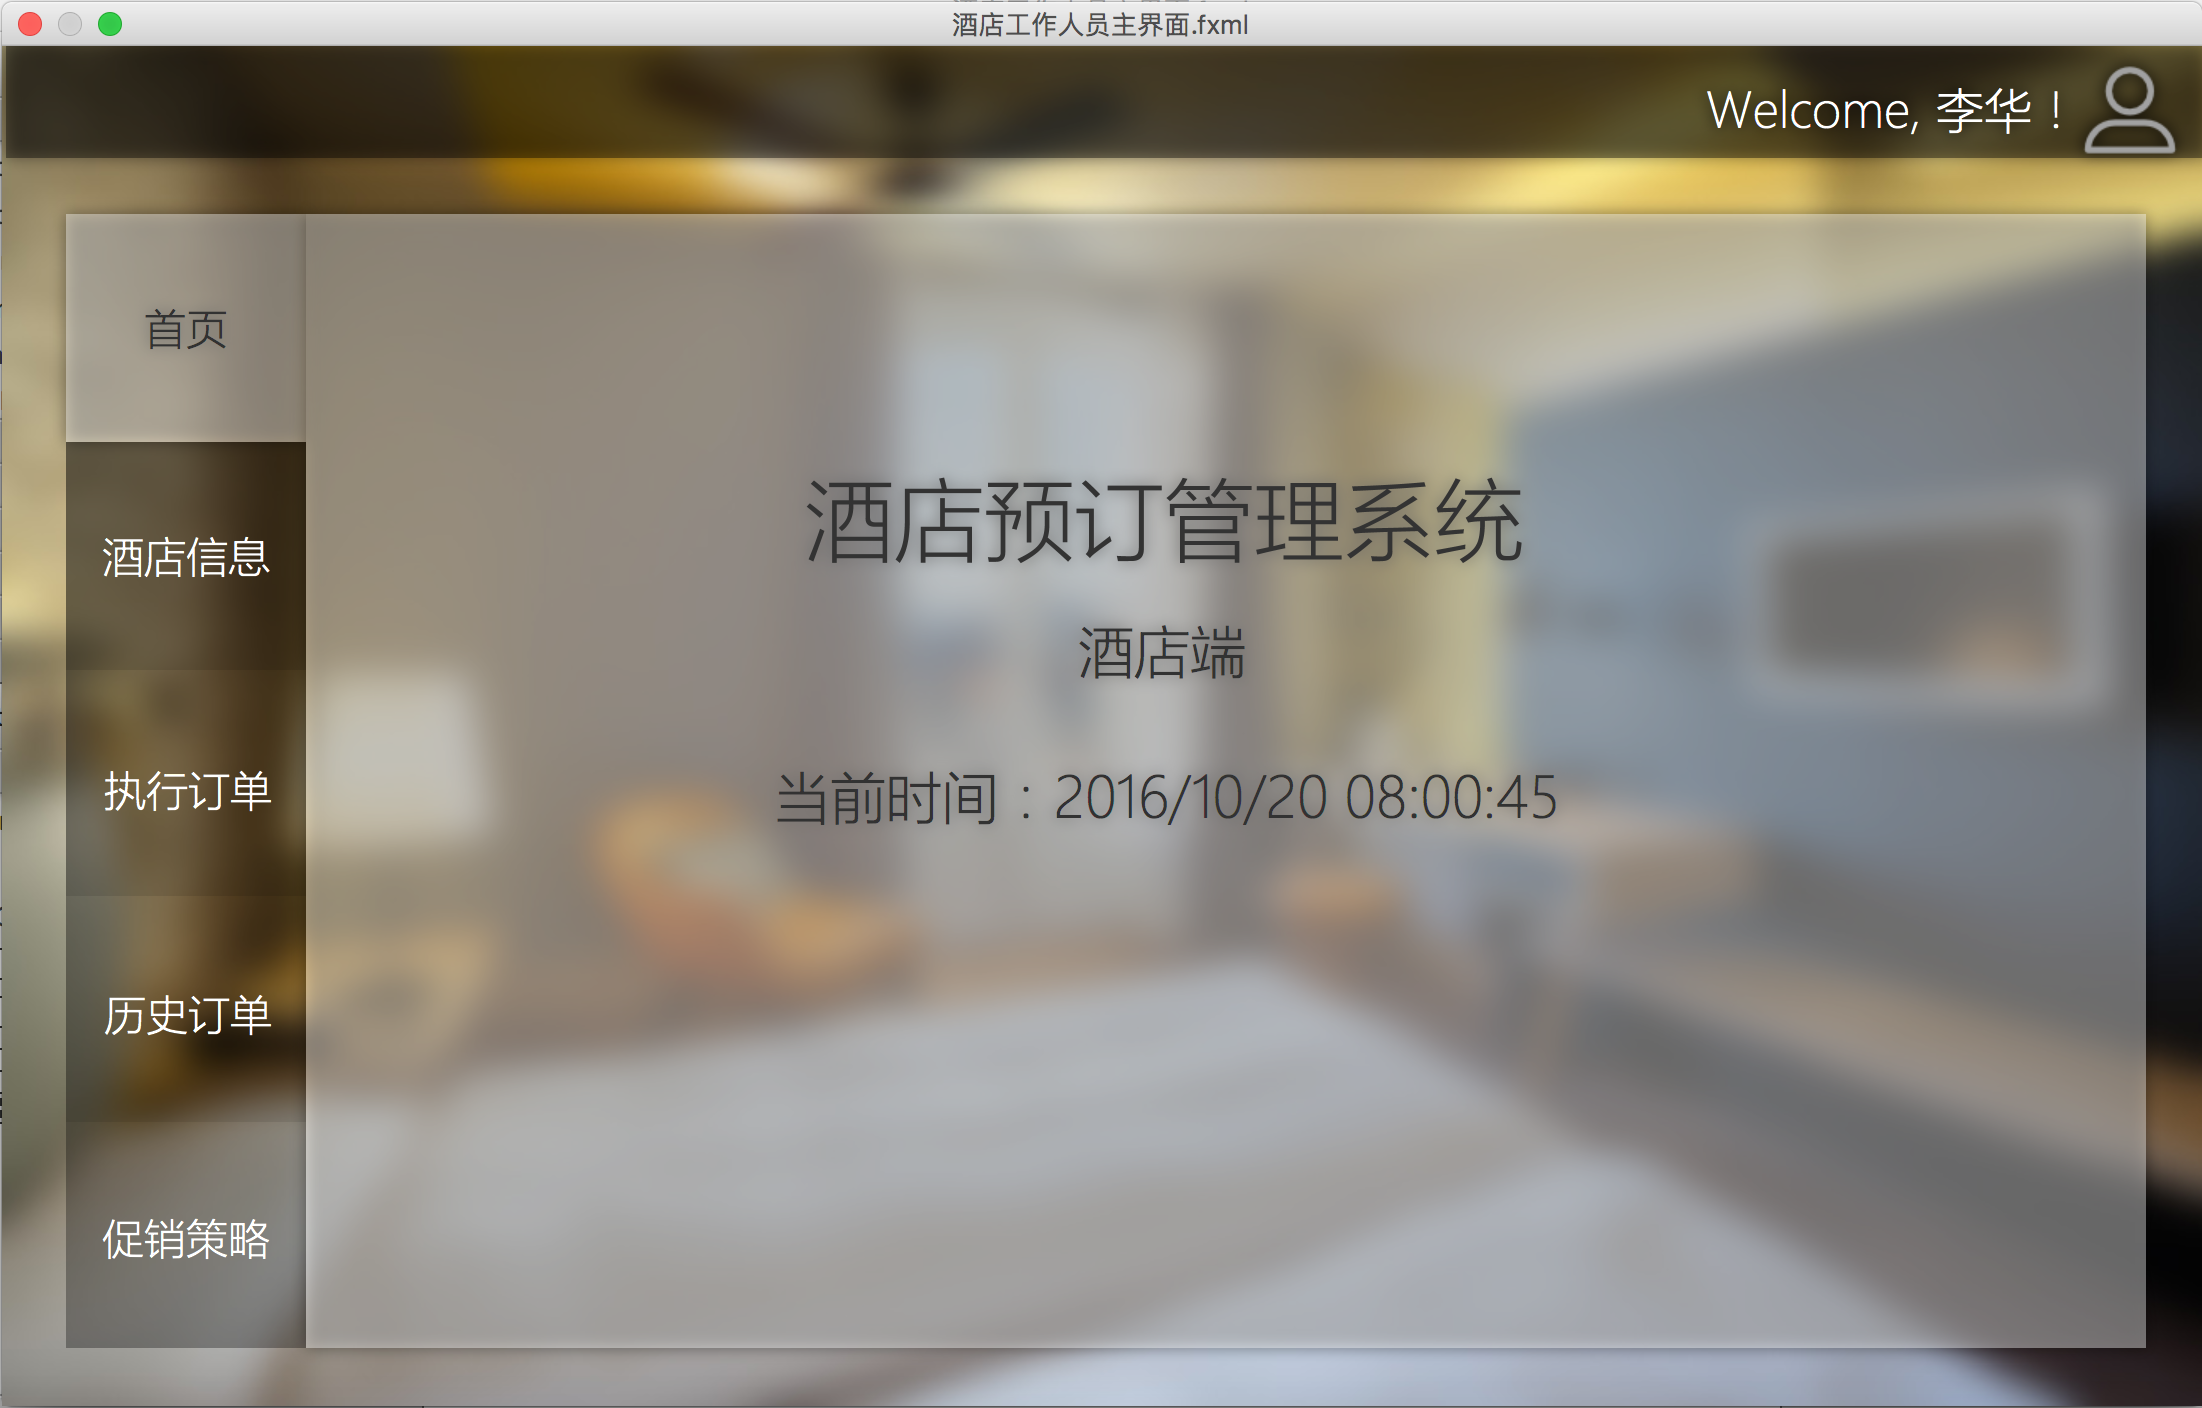 酒店工作人员主界面.fxml
Welcome, 李华！
首页
酒店信息
执行订单
历史订单
促销策略
酒店预订管理系统
酒店端
当前时间：2016/10/20 08:00:45